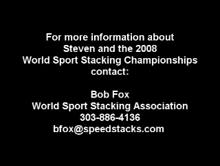 For more information about
Steven and the 2008
World Sport Stacking Championships
contact:
Bob Fox
World Sport Stacking Association
303-886-4136
bfox@speedstacks.com